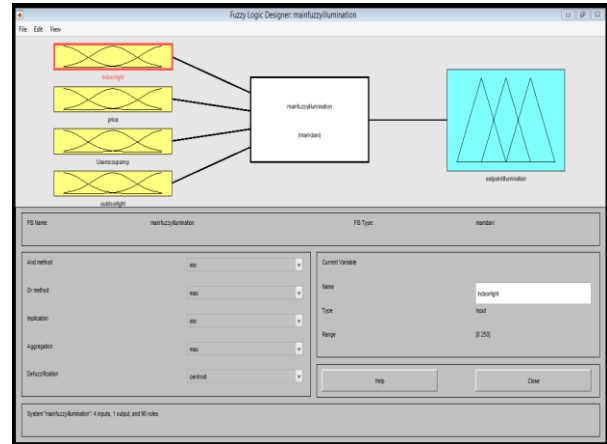 Fuzzy Logic Designer: mainfuzzyillumination
File Edit View
Indoorlight
price
Useroccupancy
outdoorlight
mainfuzzyillumination
(mamdani)
setpointillumination
FIS Name: mainfuzzyillumination FIS Type: mamdani
And method min
Or method max
Implication min
Aggregation max
Defuzzification centroid
Current Variable
Name Indoorlight
Type input
Range [0 250]
Help Close
System "mainfuzzyillumination": 4 inputs, 1 output, and 90 rules